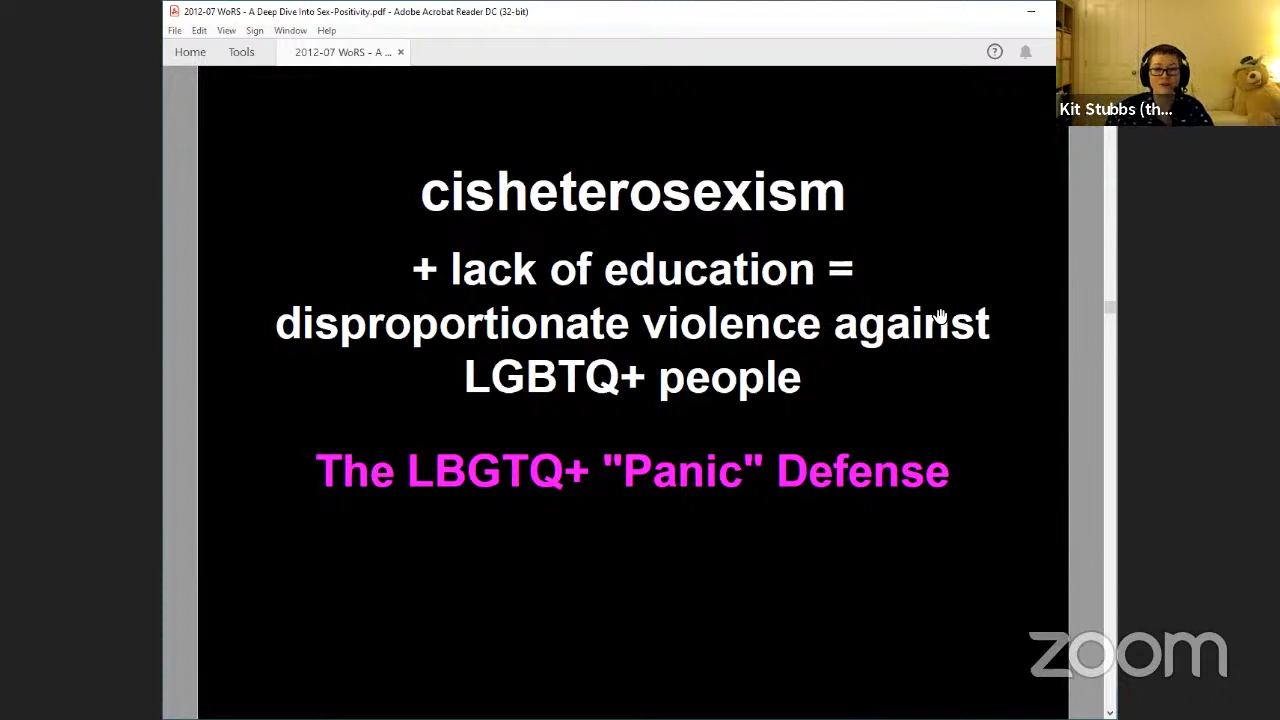 2012-07 WoRS - A Deep Dive Into Sex-Positivity.pdf - Adobe Acrobat Reader DC (32-bit)
File Edit View Sign Window Help
Home Tools 2012-07 WoRS - A ... ×
Kit Stubbs (th...
cisheterosexism
+ lack of education =
disproportionate violence against
LGBTQ+ people
The LBGTQ+ "Panic" Defense
zoom